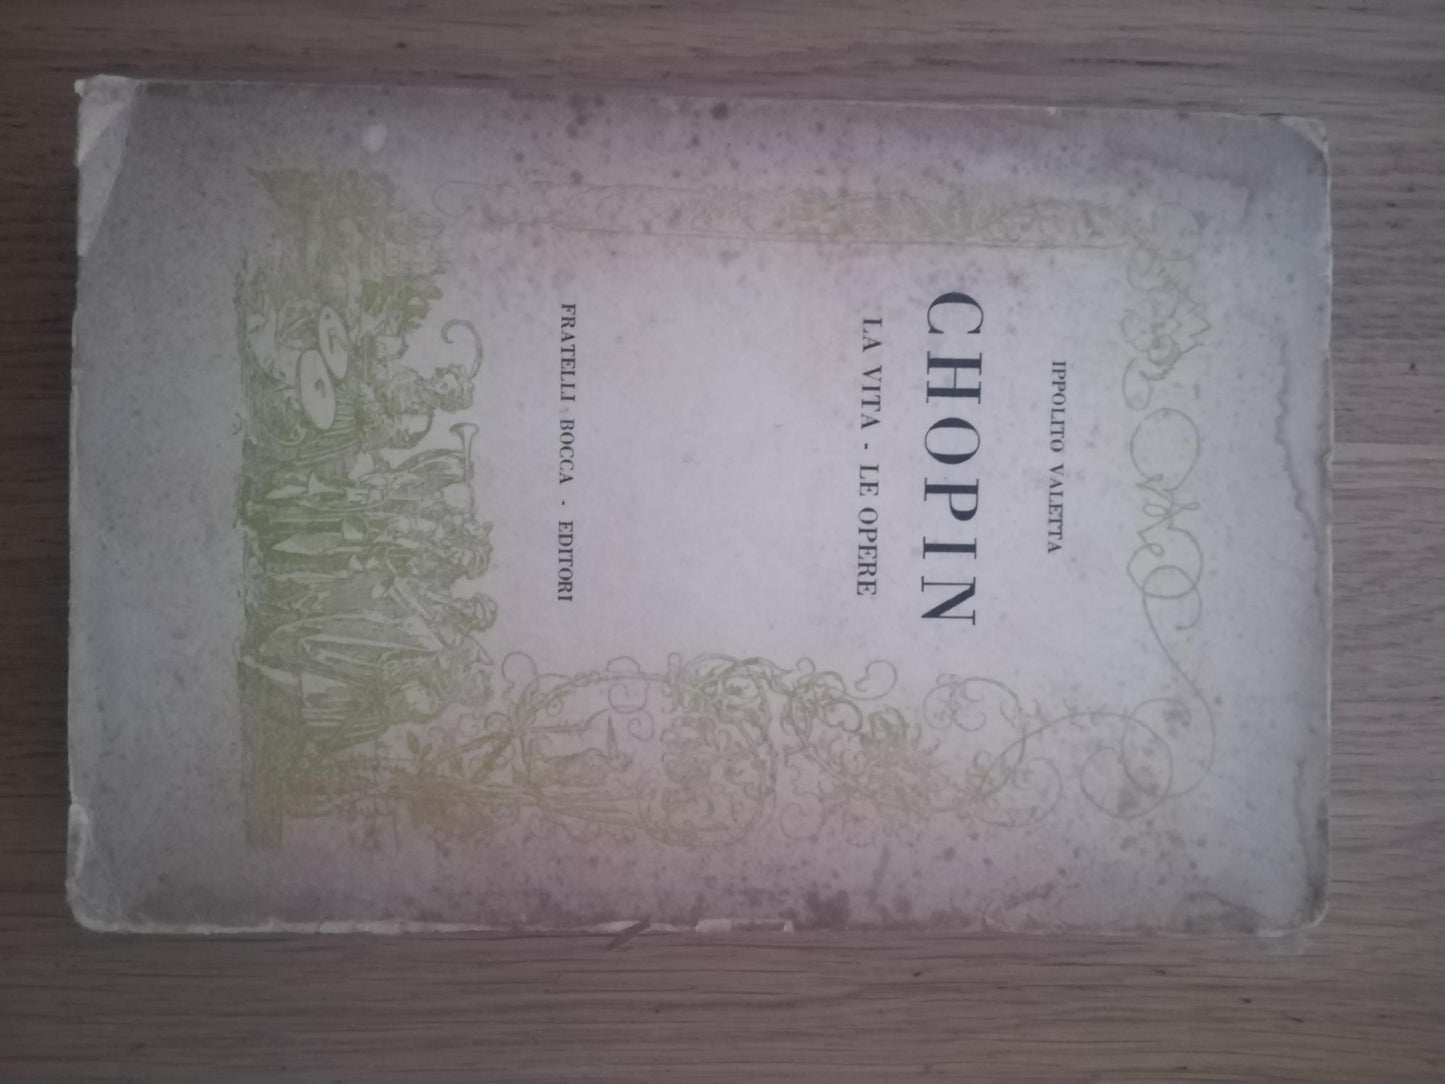 IPPOLITO VALETTA
CHOPIN
LA VITA - LE OPERE
FRATELLI BOCCA - EDITORI